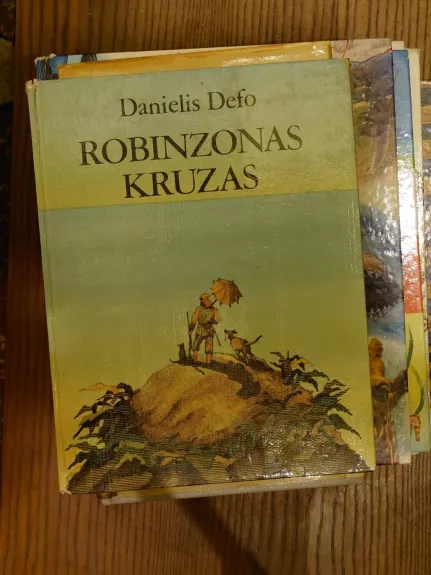 Danielis Defo
ROBINZONAS
KRUZAS